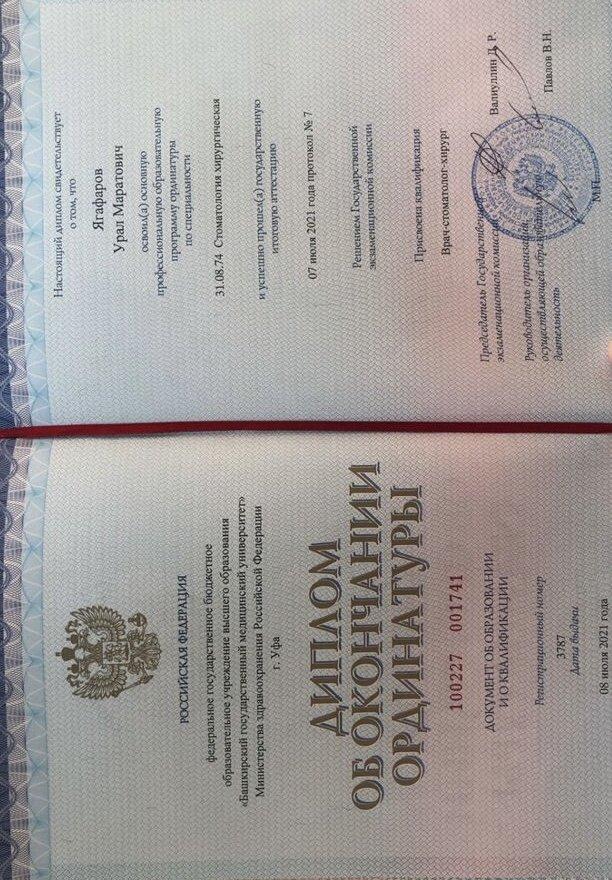 РОССИЙСКАЯ ФЕДЕРАЦИЯ
федеральное государственное бюджетное
образовательное учреждение высшего образования
«Башкирский государственный медицинский университет»
Министерства здравоохранения Российской Федерации
г. Уфа
ДИПЛОМ
ОБ ОКОНЧАНИИ
ОРДИНАТУРЫ
100227 001741
ДОКУМЕНТ ОБ ОБРАЗОВАНИИ
И О КВАЛИФИКАЦИИ
Регистрационный номер
3787
Дата выдачи
08 июля 2021 года
Настоящий диплом свидетельствует
о том, что
Ягафаров
Урал Маратович
освоил(а) основную
профессиональную образовательную
программу ординатуры
по специальности
31.08.74 Стоматология хирургическая
и успешно прошел(а) государственную
итоговую аттестацию
07 июля 2021 года протокол № 7
Решением Государственной
экзаменационной комиссии
Присвоена квалификация
Врач-стоматолог-хирург
Председатель Государственной
экзаменационной комиссии
Валиуллин Д. Р.
Руководитель организации,
осуществляющей образовательную
деятельность
Павлов В.Н.
М.П.